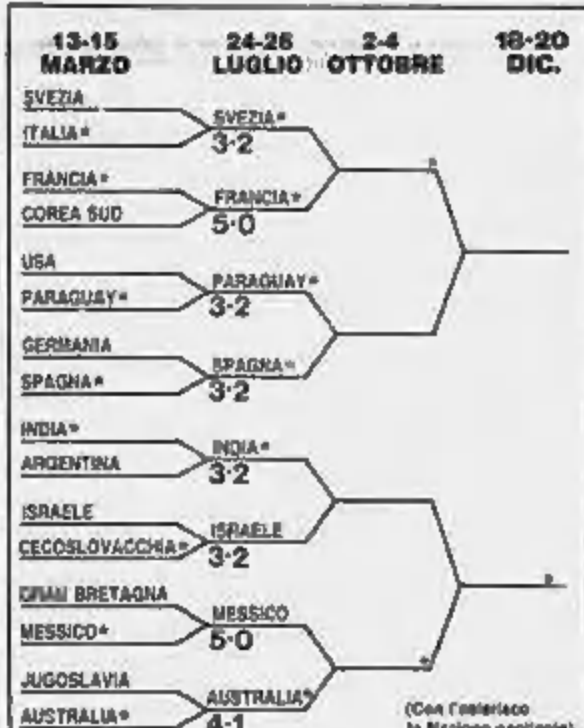 13-15 24-26 2-4 18-20
MARZO LUGLIO OTTOBRE DIC.
SVEZIA
ITALIA*
SVEZIA*
3-2
FRANCIA*
COREA SUD
FRANCIA*
5-0
USA
PARAGUAY*
PARAGUAY*
3-2
GERMANIA
SPAGNA*
SPAGNA*
3-2
INDIA*
ARGENTINA
INDIA*
3-2
ISRAELE
CECOSLOVACCHIA*
ISRAELE
3-2
GRAN BRETAGNA
MESSICO*
MESSICO
5-0
JUGOSLAVIA
AUSTRALIA*
AUSTRALIA*
4-1
(Con l'asterisco